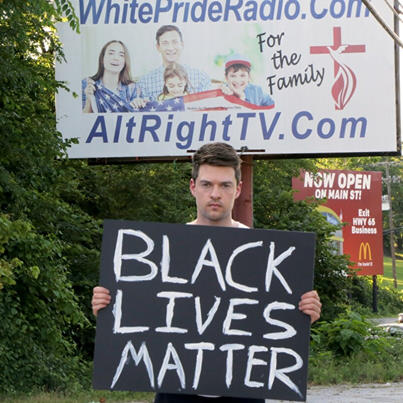 WhitePrideRadio.Com
For
the
Family
AltRightTV.Com
NOW OPEN
ON MAIN ST!
Exit
HWY 65
Business
BLACK
LIVES
MATTER